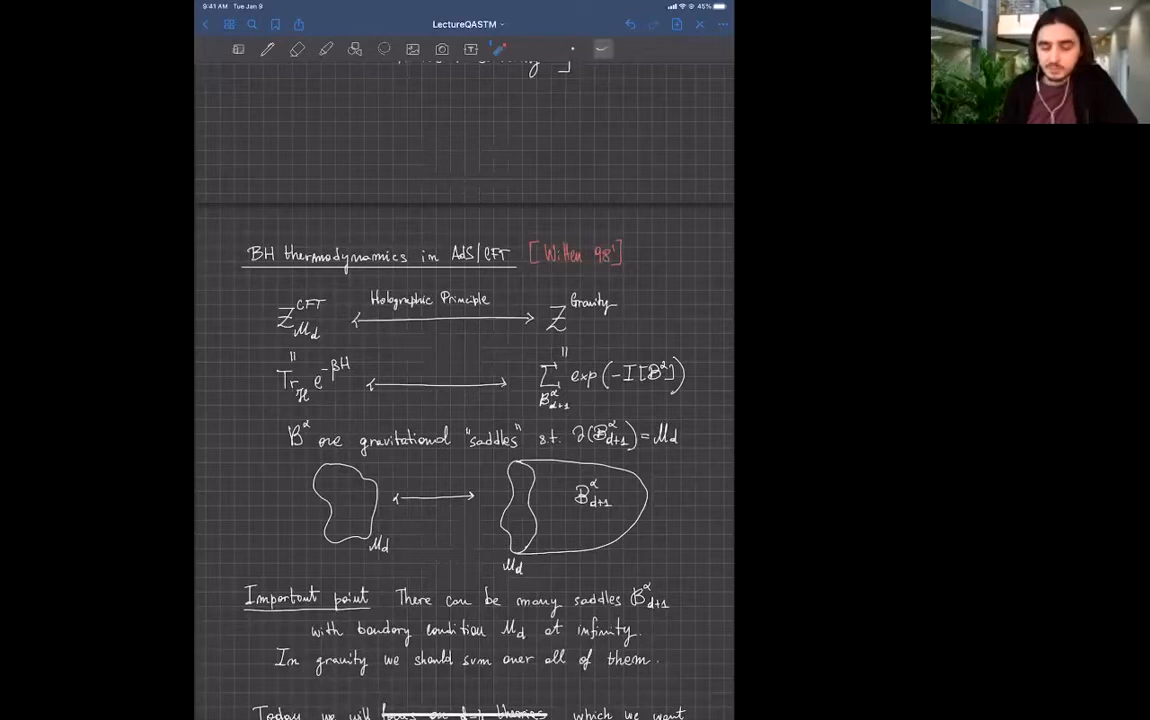 9:41 AM Tue Jan 9
45%
LectureQASTM
BH thermodynamics in AdS/CFT [Witten 98']
Z^{CFT}_{M_d} ⟷ Holographic Principle Z^{Gravity}
Tr_H e^{-βH} ⟷ Σ_{B^α_{d+1}} exp(-I[B^α])
B^α are gravitational "saddles" s.t. ∂(B^α_{d+1}) = M_d
B^α_{d+1}
M_d
M_d
Important point There can be many saddles B^α_{d+1}
with boundary condition M_d at infinity.
In gravity we should sum over all of them.
Today we will which we want